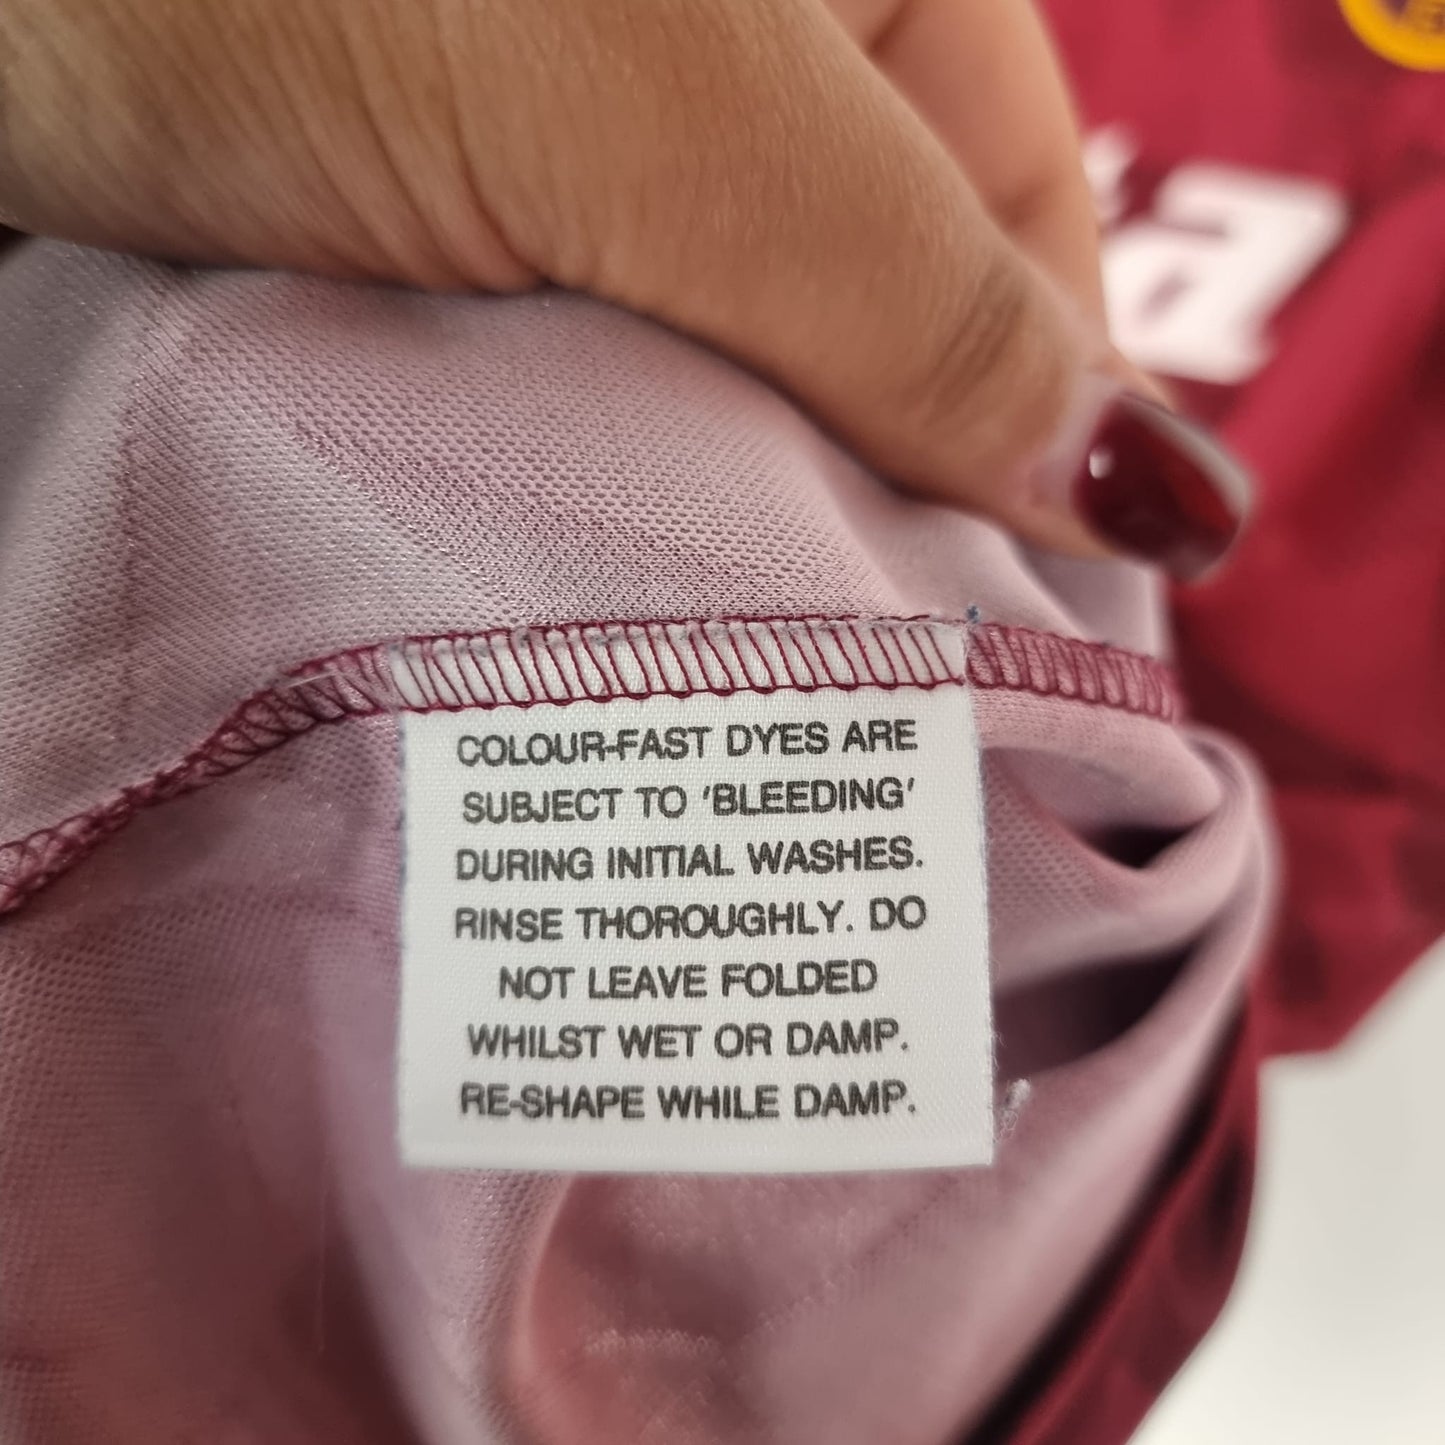 COLOUR-FAST DYES ARE
SUBJECT TO 'BLEEDING'
DURING INITIAL WASHES.
RINSE THOROUGHLY. DO
NOT LEAVE FOLDED
WHILST WET OR DAMP.
RE-SHAPE WHILE DAMP.